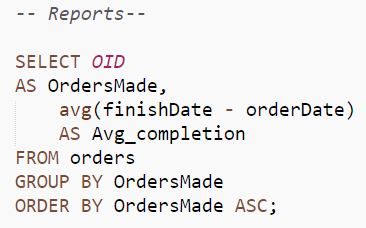 -- Reports--
SELECT OID
AS OrdersMade,
avg(finishDate - orderDate)
AS Avg_completion
FROM orders
GROUP BY OrdersMade
ORDER BY OrdersMade ASC;